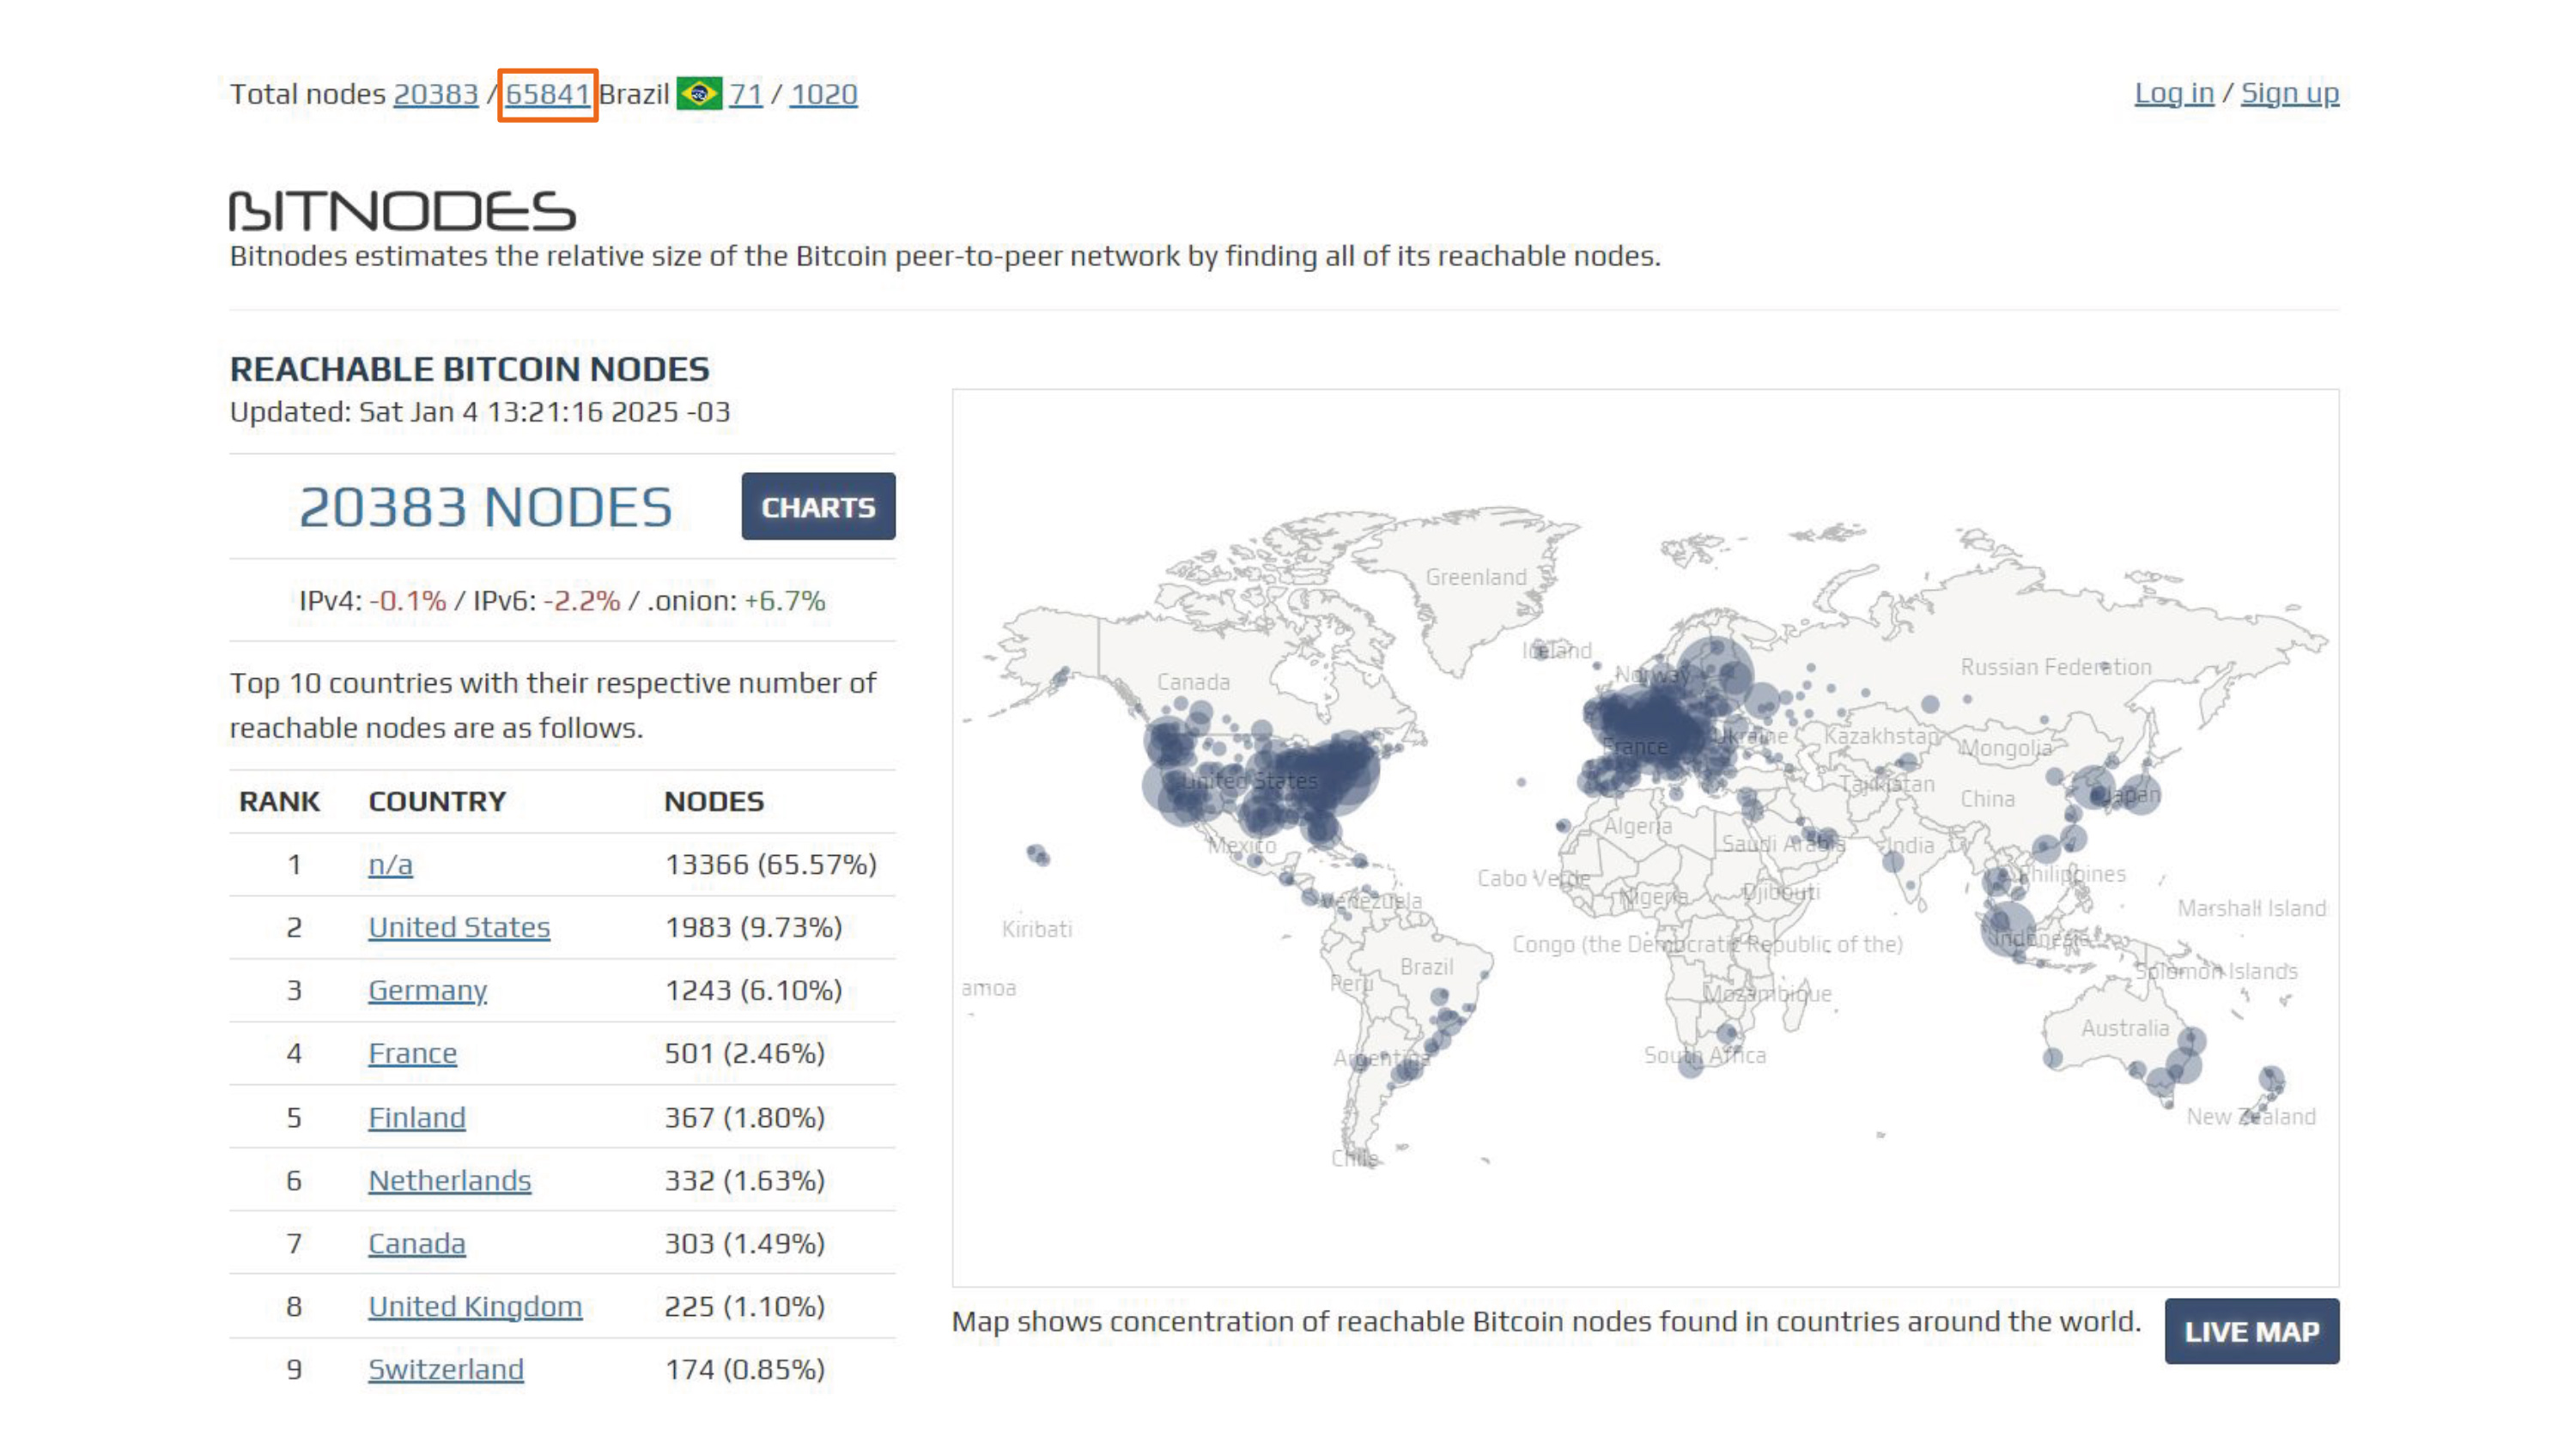 Total nodes 20383 / 65841 Brazil 71 / 1020
Log in / Sign up
BITNODES
Bitnodes estimates the relative size of the Bitcoin peer-to-peer network by finding all of its reachable nodes.
REACHABLE BITCOIN NODES
Updated: Sat Jan 4 13:21:16 2025 -03
20383 NODES
CHARTS
IPv4: -0.1% / IPv6: -2.2% / .onion: +6.7%
Top 10 countries with their respective number of
reachable nodes are as follows.
RANK COUNTRY NODES
1 n/a 13366 (65.57%)
2 United States 1983 (9.73%)
3 Germany 1243 (6.10%)
4 France 501 (2.46%)
5 Finland 367 (1.80%)
6 Netherlands 332 (1.63%)
7 Canada 303 (1.49%)
8 United Kingdom 225 (1.10%)
9 Switzerland 174 (0.85%)
Greenland
Iceland
Norway
Russian Federation
Canada
France
Ukraine
Kazakhstan
Mongolia
United States
Tajikistan
China
Japan
Algeria
Saudi Arabia
India
Mexico
Cabo Verde
Nigeria
Djibouti
Philippines
Venezuela
Marshall Island
Kiribati
Congo (the Democratic Republic of the)
Indonesia
Brazil
Peru
Solomon Islands
amoa
Mozambique
Australia
Argentina
South Africa
New Zealand
Chile
Map shows concentration of reachable Bitcoin nodes found in countries around the world.
LIVE MAP